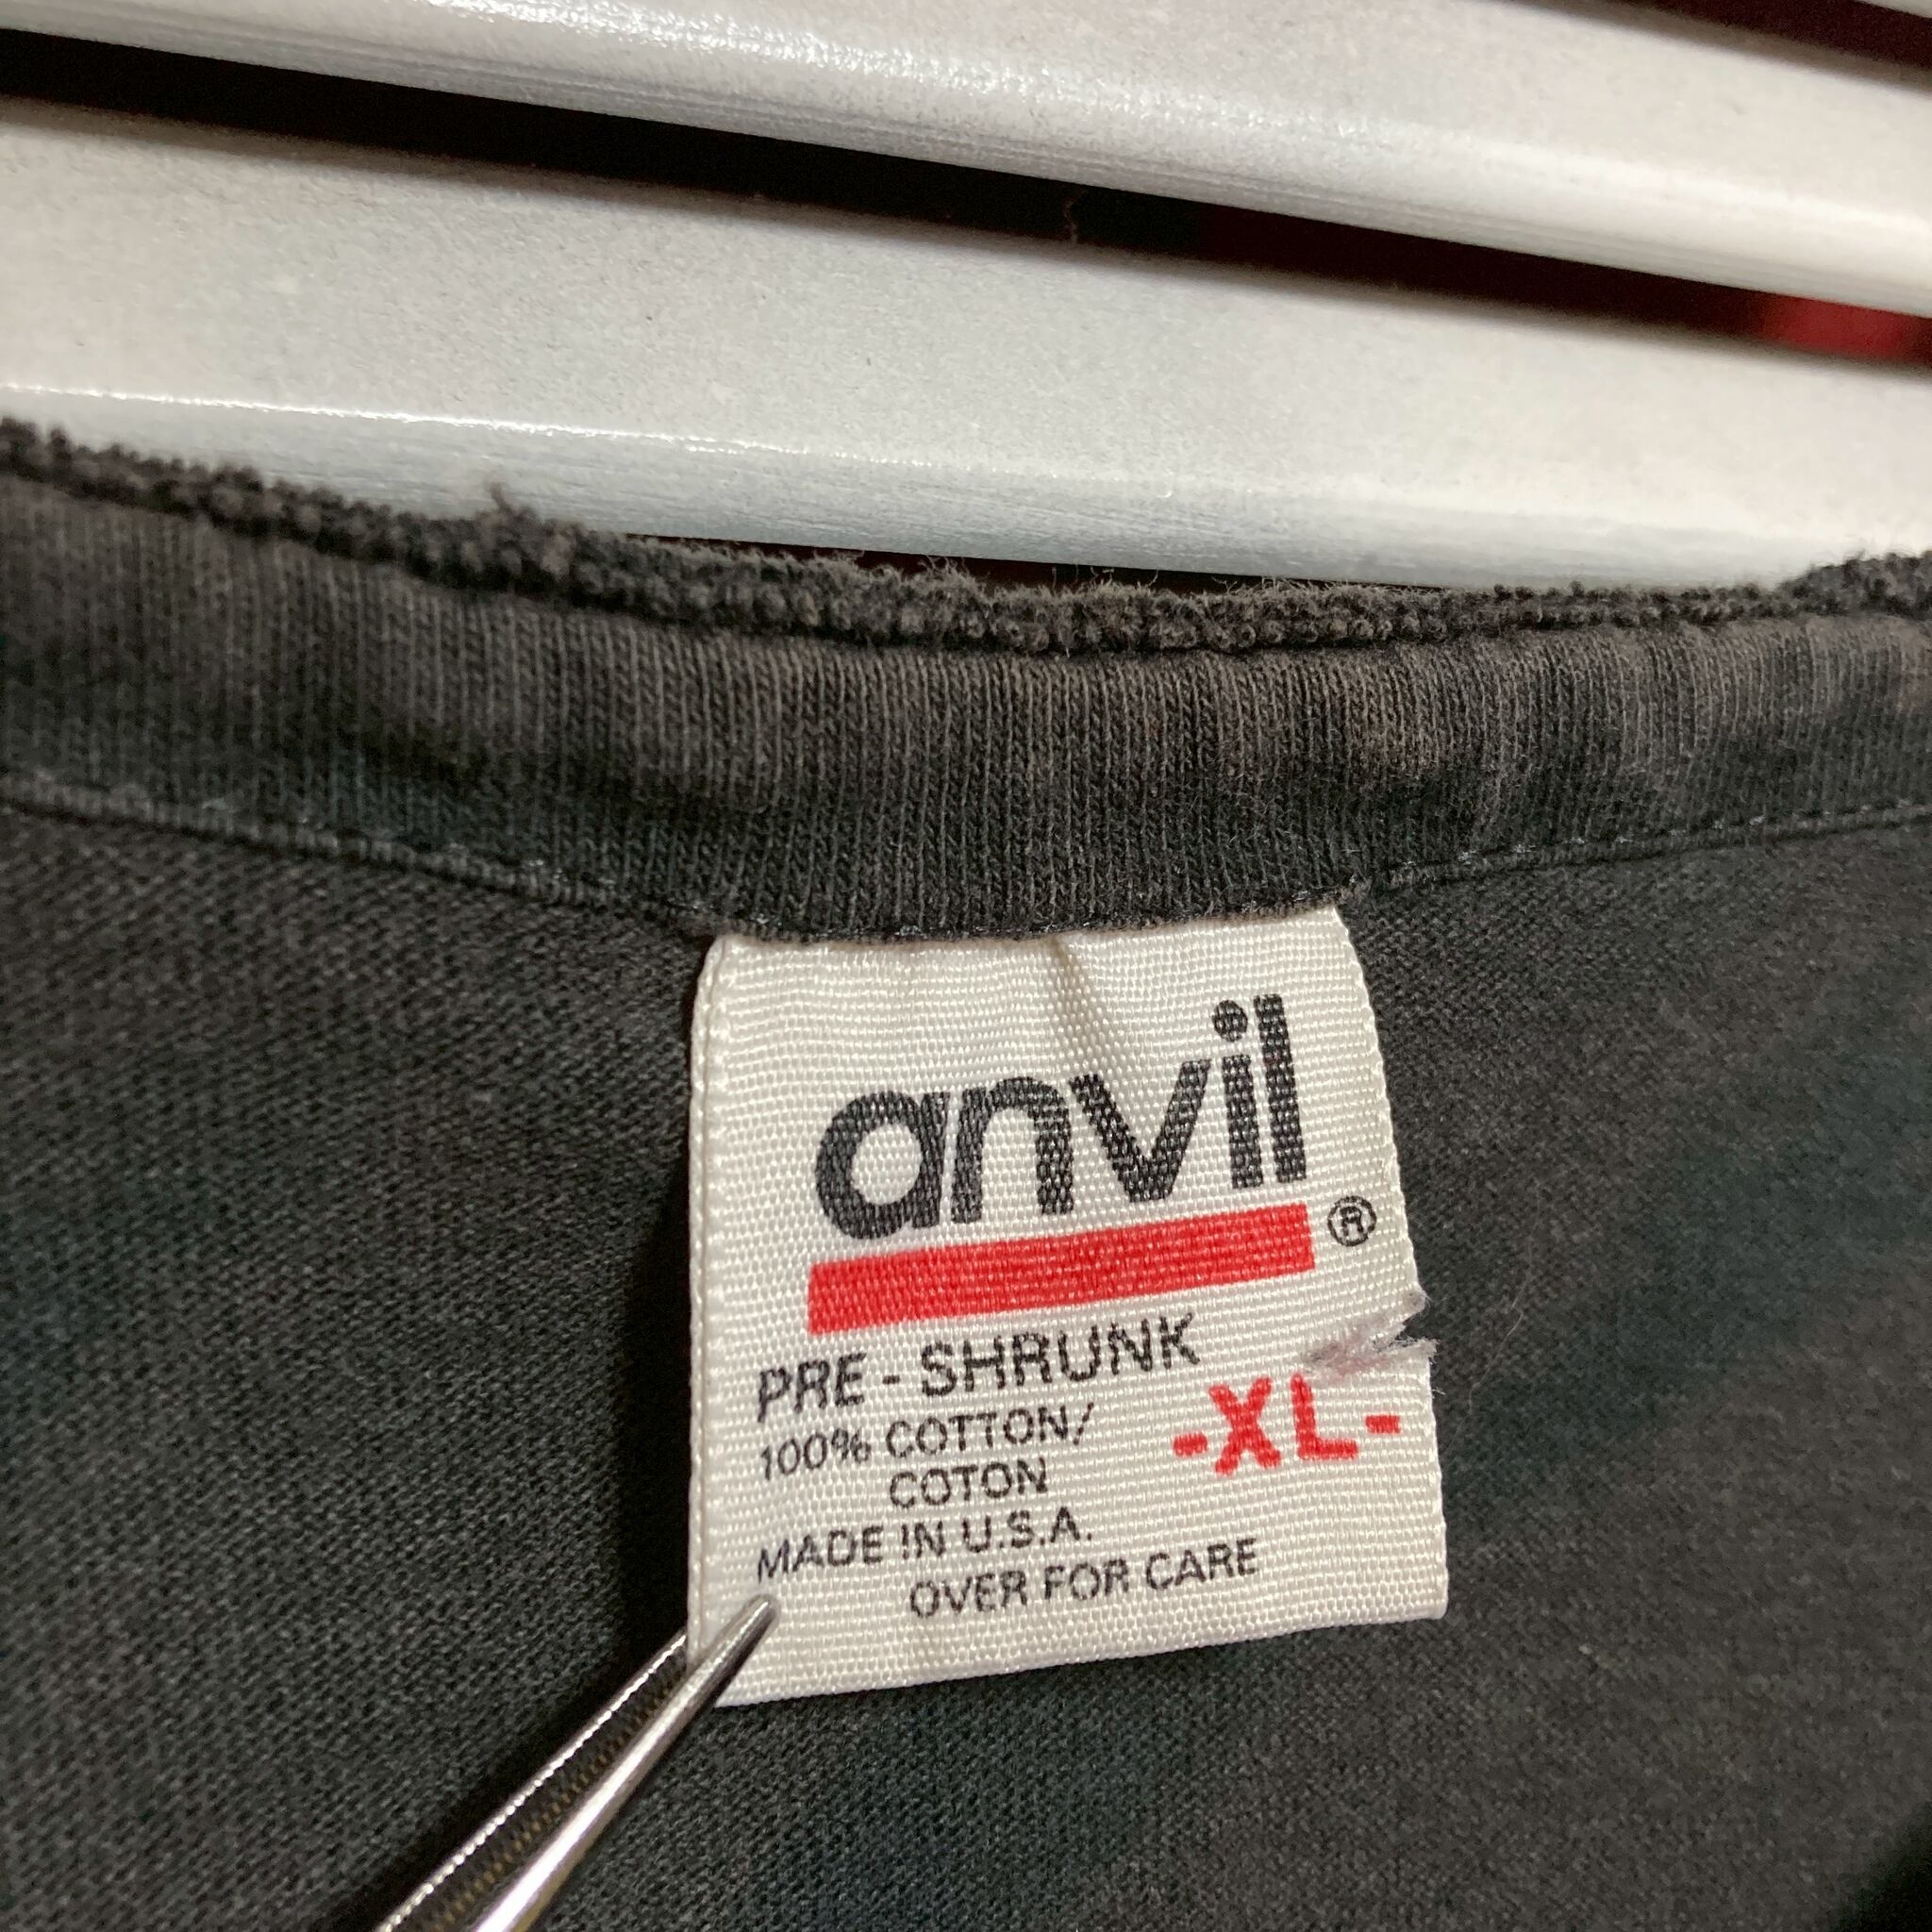 anvil®
PRE-SHRUNK
-XL-
100% COTTON/
COTON
MADE IN U.S.A.
OVER FOR CARE